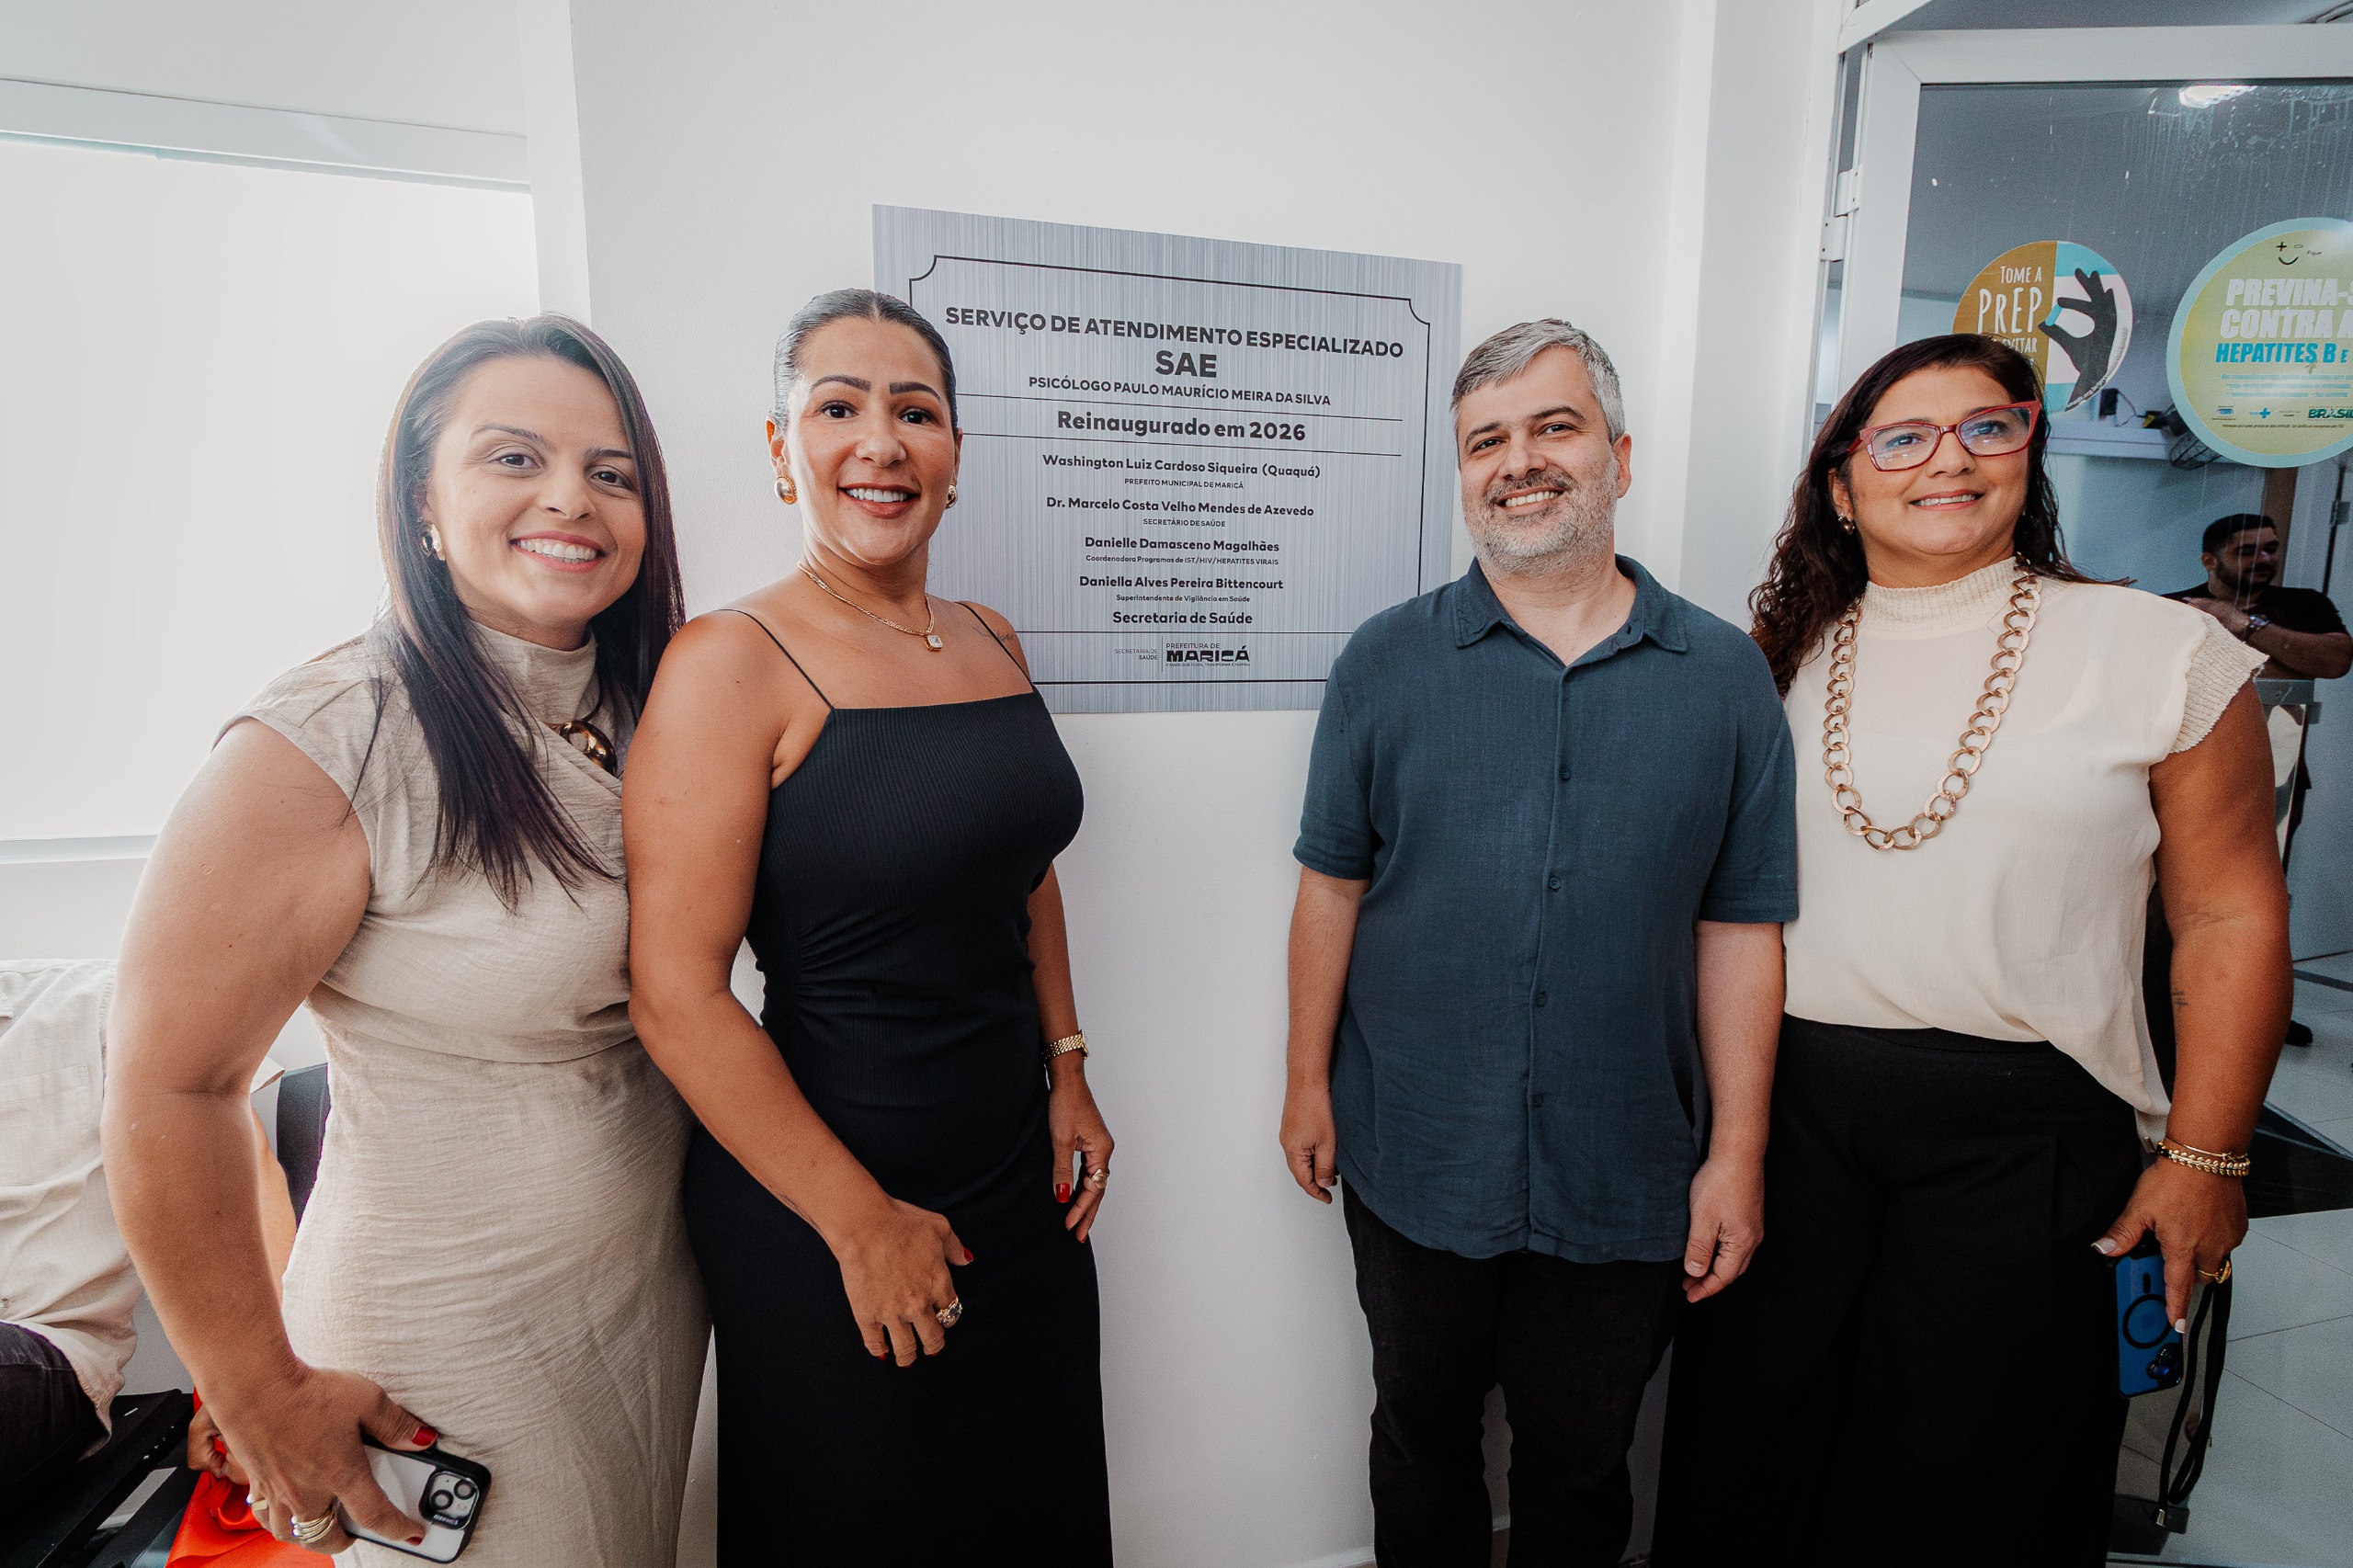 SERVIÇO DE ATENDIMENTO ESPECIALIZADO
SAE
PSICÓLOGO PAULO MAURÍCIO MEIRA DA SILVA
Reinaugurado em 2026
Washington Luiz Cardoso Siqueira (Quaquá)
PREFEITO MUNICIPAL DE MARICÁ
Dr. Marcelo Costa Velho Mendes de Azevedo
SECRETÁRIO DE SAÚDE
Danielle Damasceno Magalhães
Coordenadora Programas de IST/HIV/HEPATITES VIRAIS
Daniella Alves Pereira Bittencourt
Superintendente de Vigilância em Saúde
Secretaria de Saúde
SECRETARIA DE
SAÚDE
PREFEITURA DE
MARICÁ
TOME A
PrEP
PREVINA-S
CONTRA A
HEPATITES B E
BRASIL